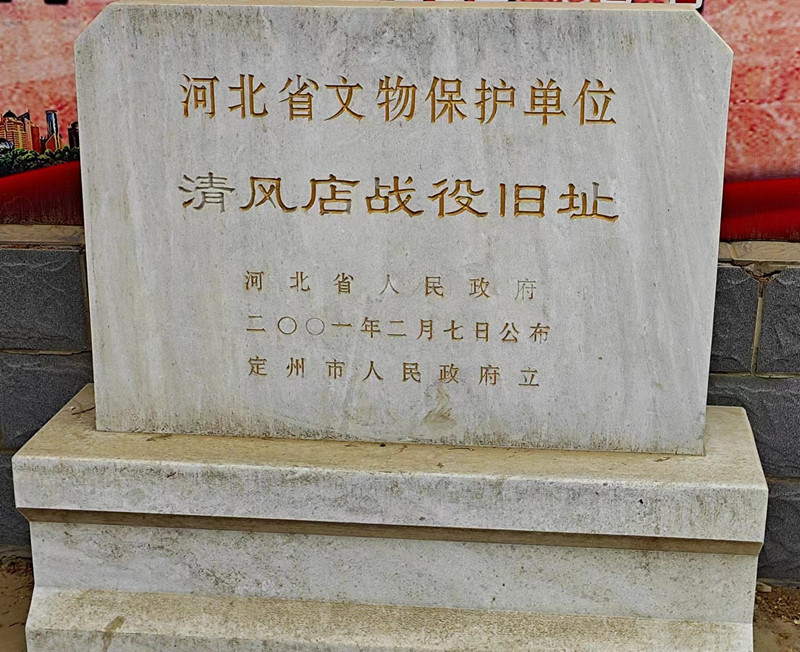 河北省文物保护单位
清风店战役旧址
河北省人民政府
二〇〇一年二月七日公布
定州市人民政府立